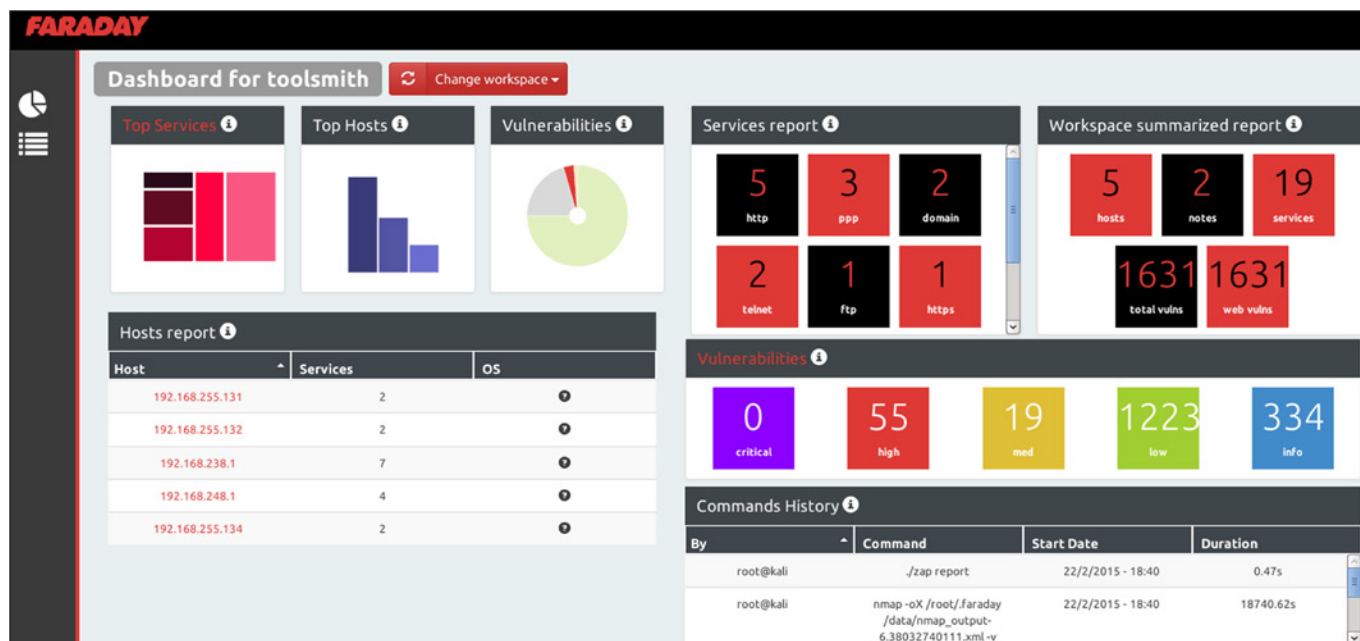 FARADAY
Dashboard for toolsmith
Change workspace
Top Services
Top Hosts
Vulnerabilities
Services report
5
http
3
ppp
2
domain
2
telnet
1
ftp
1
https
Workspace summarized report
5
hosts
2
notes
19
services
1631
total vulns
1631
web vulns
Hosts report
Host Services OS
192.168.255.131 2
192.168.255.132 2
192.168.238.1 7
192.168.248.1 4
192.168.255.134 2
Vulnerabilities
0
critical
55
high
19
med
1223
low
334
info
Commands History
By Command Start Date Duration
root@kali ./zap report 22/2/2015 - 18:40 0.47s
root@kali nmap -oX /root/.faraday 22/2/2015 - 18:40 18740.62s
/data/nmap_output-
6.38032740111.xml -v